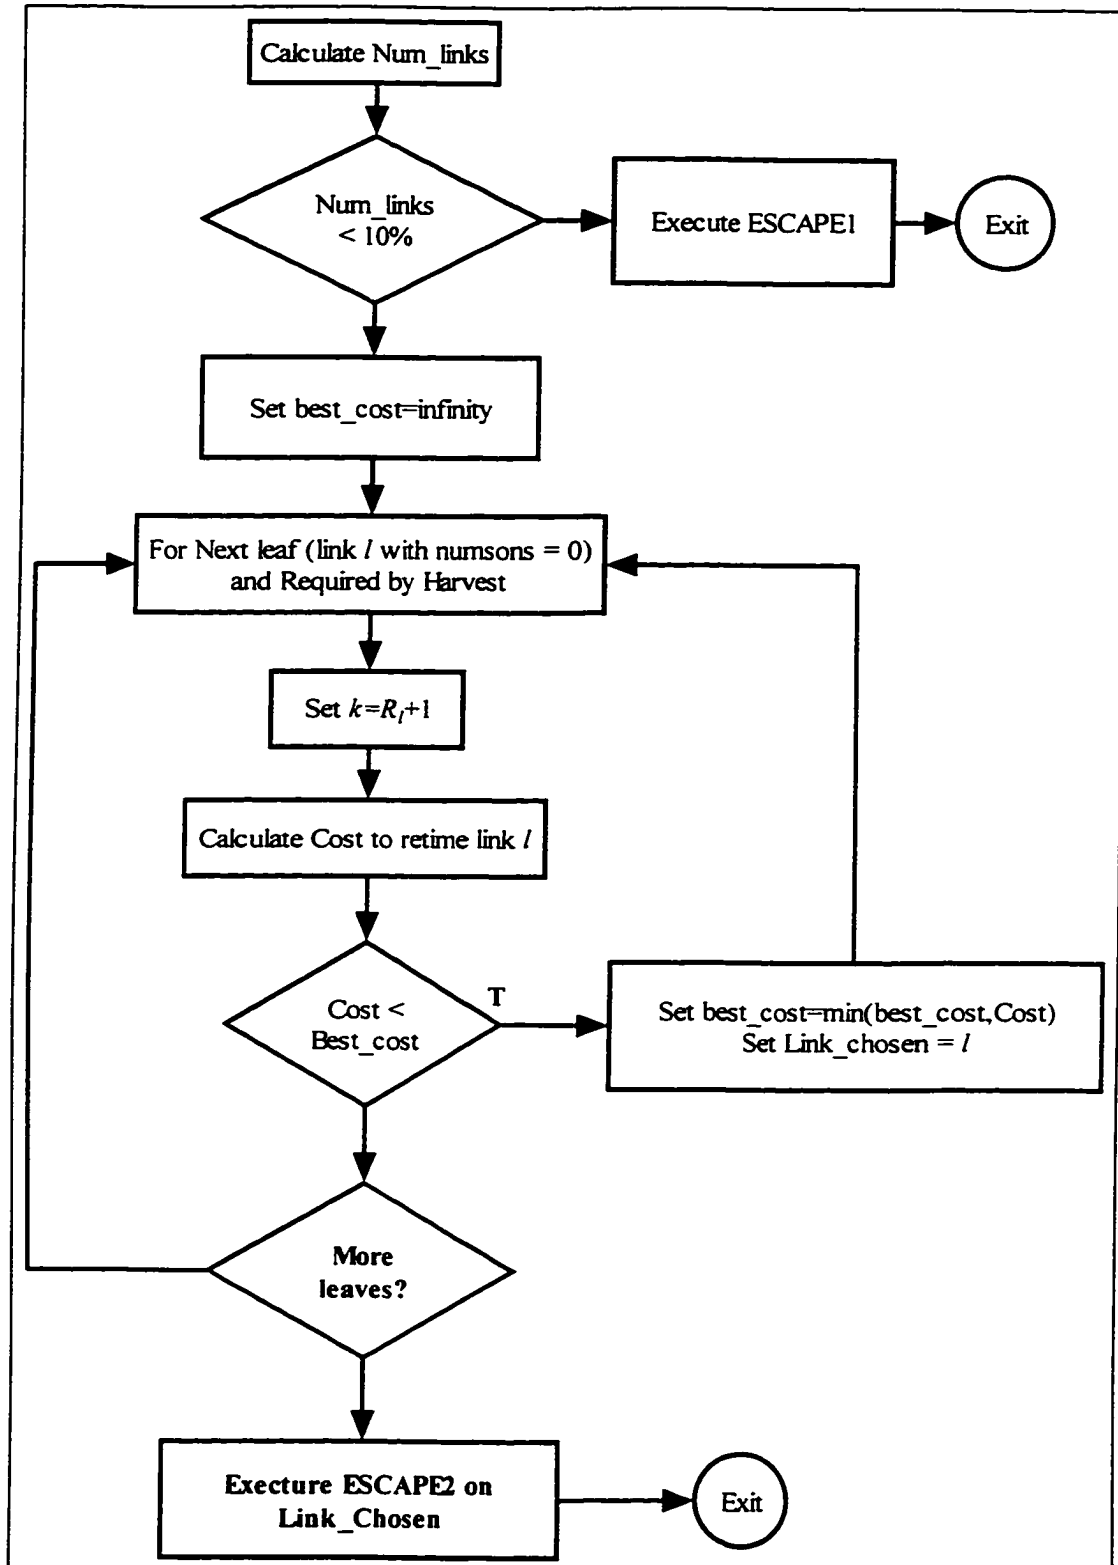 Calculate Num_links
Num_links
< 10%
Execute ESCAPE1
Exit
Set best_cost=infinity
For Next leaf (link l with numsons = 0)
and Required by Harvest
Set k=Rₗ+1
Calculate Cost to retime link l
Cost <
Best_cost
T
Set best_cost=min(best_cost,Cost)
Set Link_chosen = l
More
leaves?
Execture ESCAPE2 on
Link_Chosen
Exit